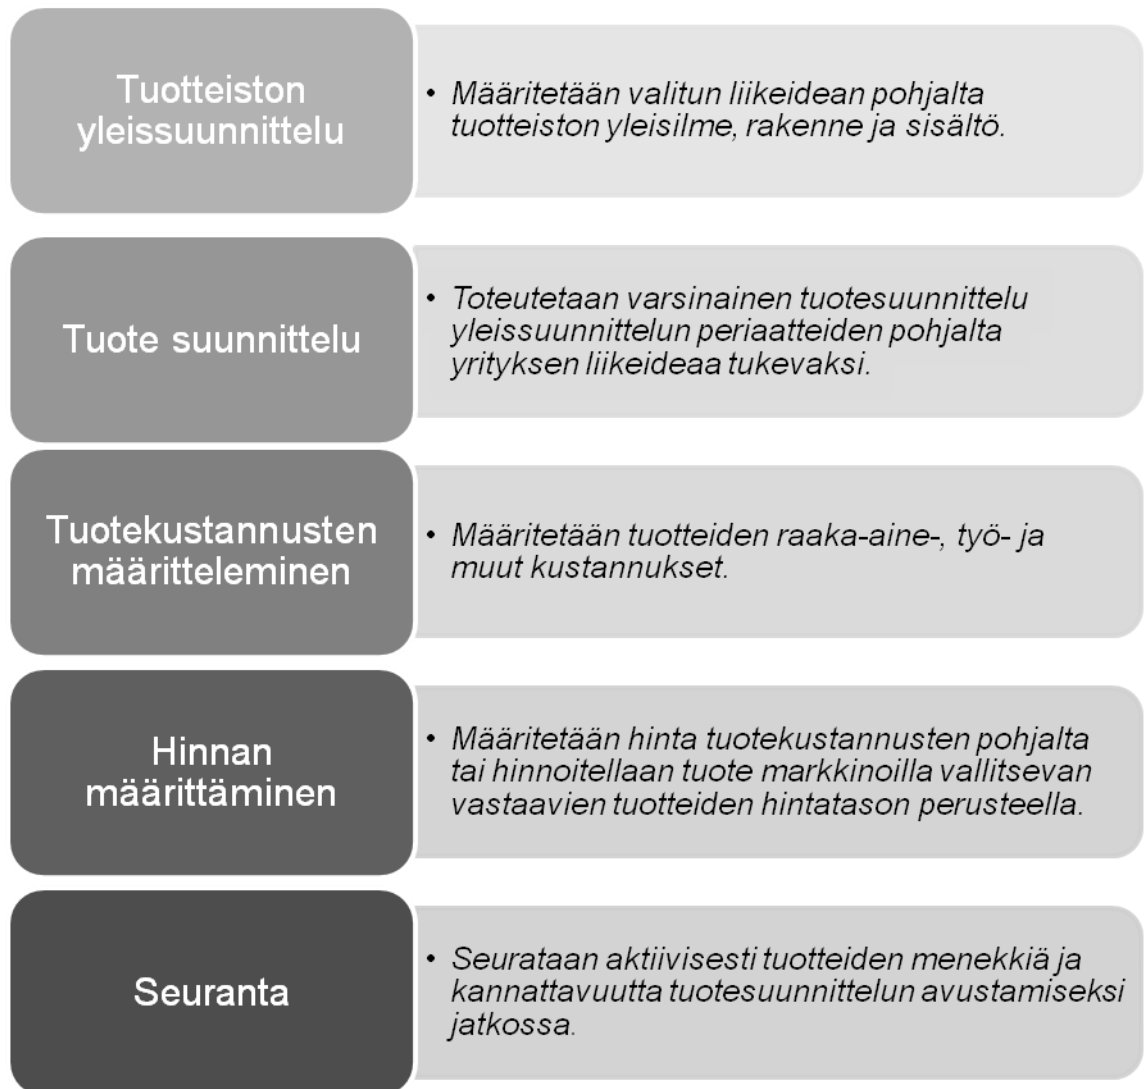 Tuotteiston
yleissuunnittelu
• Määritetään valitun liikeidean pohjalta
tuotteiston yleisilme, rakenne ja sisältö.
Tuote suunnittelu
• Toteutetaan varsinainen tuotesuunnittelu
yleissuunnittelun periaatteiden pohjalta
yrityksen liikeideaa tukevaksi.
Tuotekustannusten
määritteleminen
• Määritetään tuotteiden raaka-aine-, työ- ja
muut kustannukset.
Hinnan
määrittäminen
• Määritetään hinta tuotekustannusten pohjalta
tai hinnoitellaan tuote markkinoilla vallitsevan
vastaavien tuotteiden hintatason perusteella.
Seuranta
• Seurataan aktiivisesti tuotteiden menekkiä ja
kannattavuutta tuotesuunnittelun avustamiseksi
jatkossa.